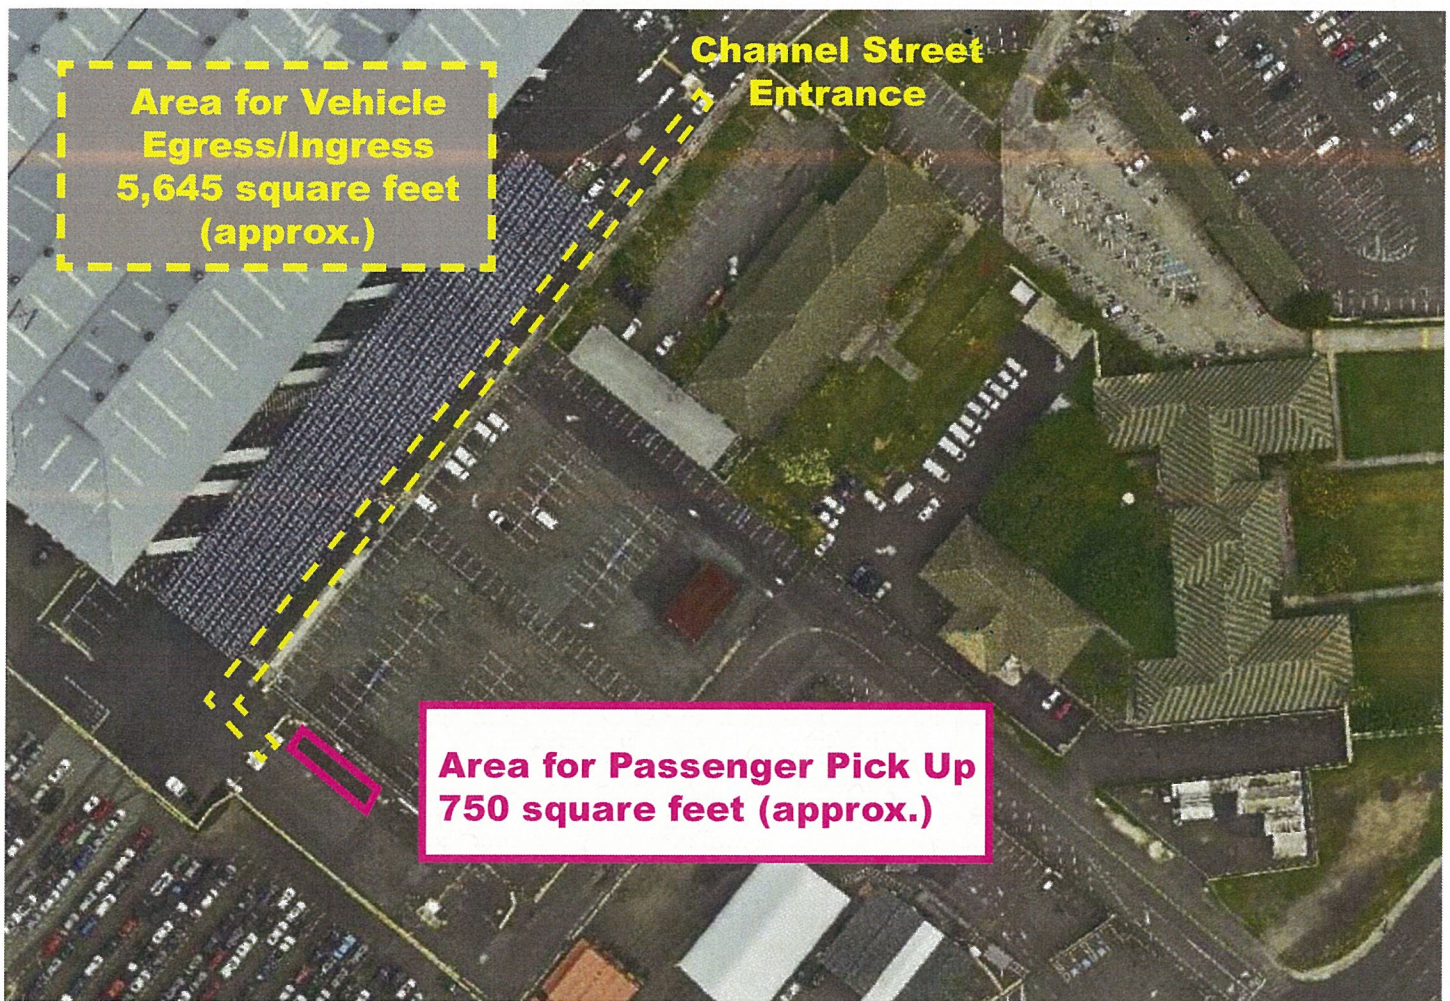 Channel Street
Entrance
Area for Vehicle
Egress/Ingress
5,645 square feet
(approx.)
Area for Passenger Pick Up
750 square feet (approx.)